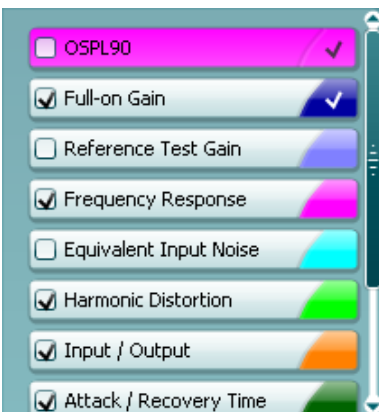 OSPL90
Full-on Gain
Reference Test Gain
Frequency Response
Equivalent Input Noise
Harmonic Distortion
Input / Output
Attack / Recovery Time